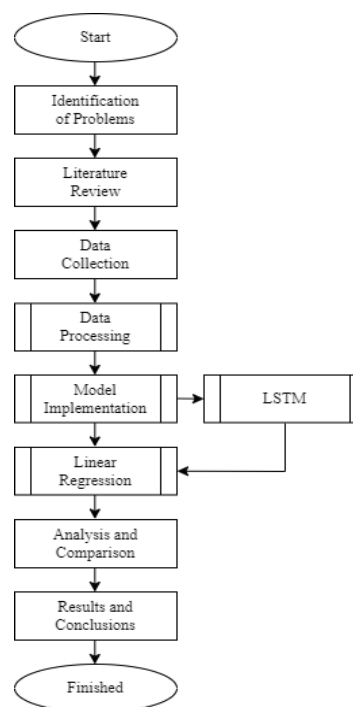 Start
Identification
of Problems
Literature
Review
Data
Collection
Data
Processing
Model
Implementation
LSTM
Linear
Regression
Analysis and
Comparison
Results and
Conclusions
Finished